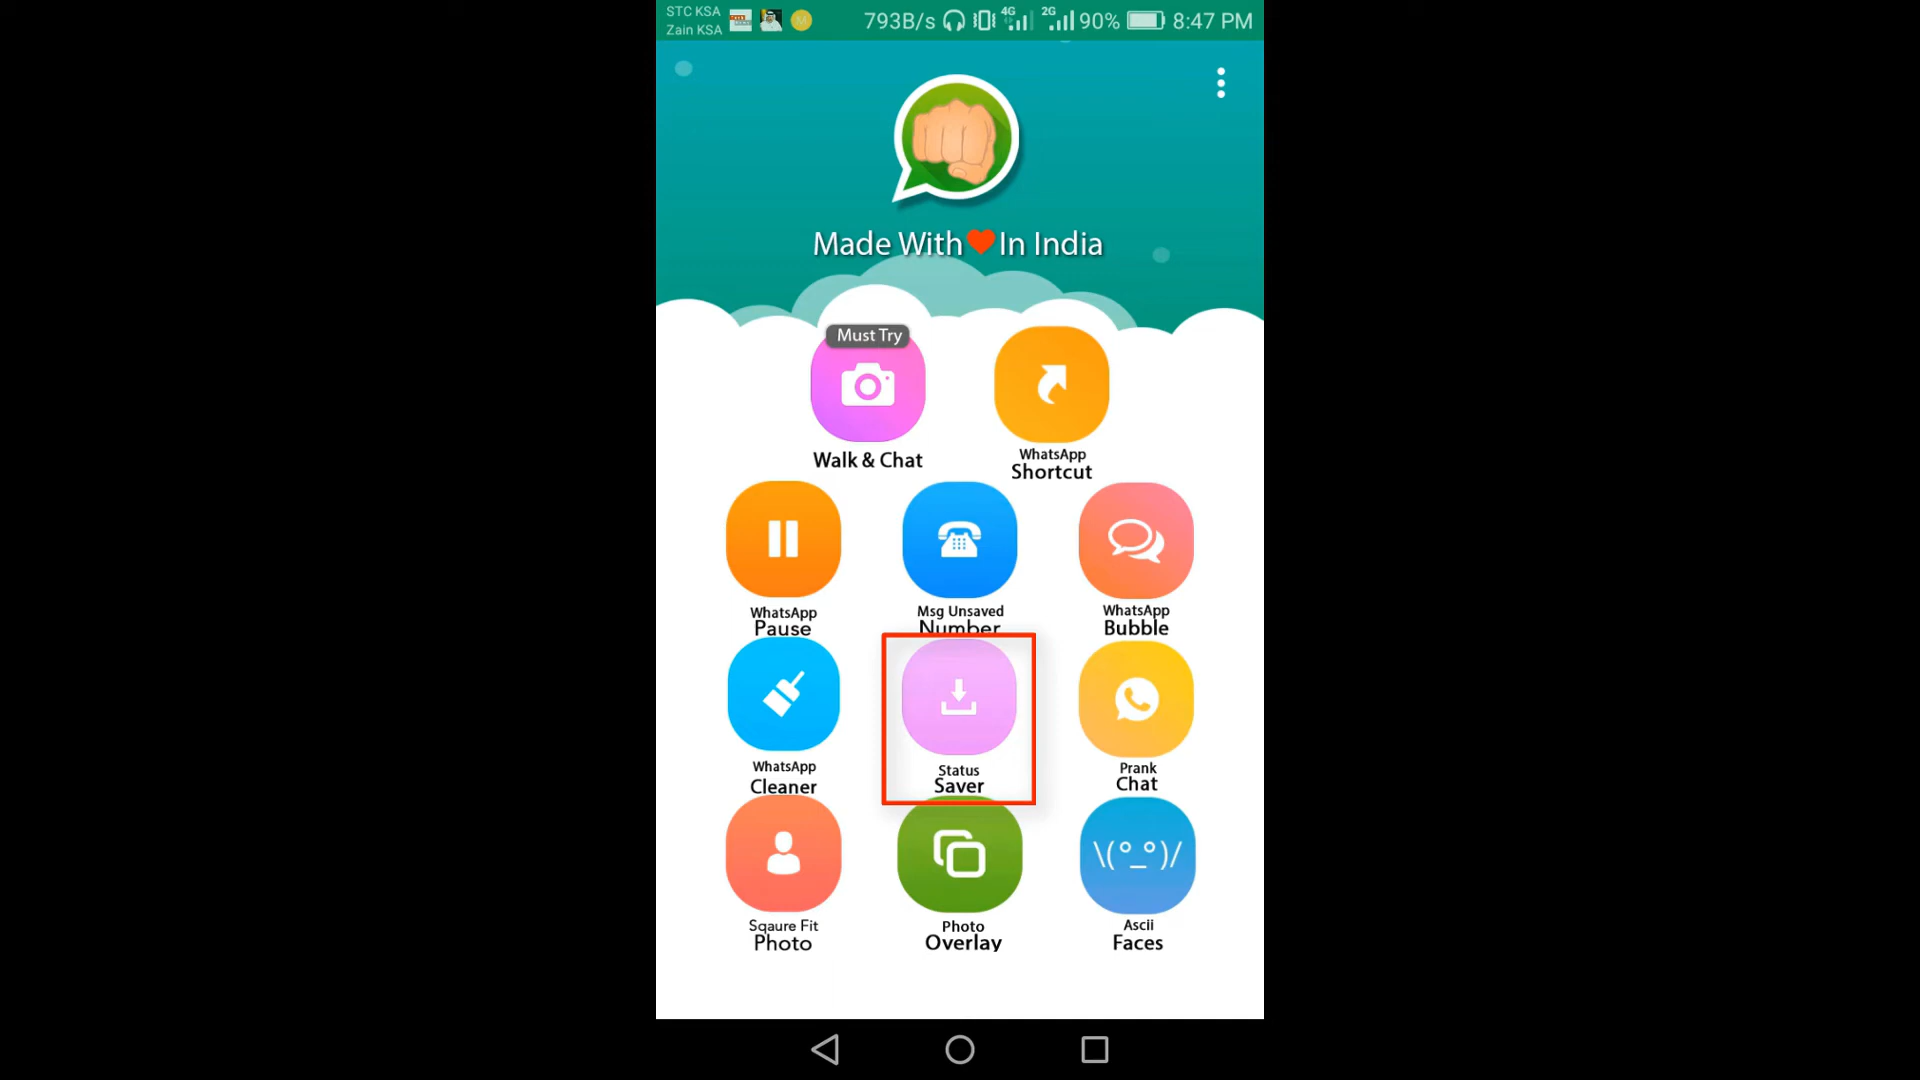 STC KSA
Zain KSA
793B/s 4G 2G 90% 8:47 PM
Made With In India
Must Try
Walk & Chat
WhatsApp
Shortcut
WhatsApp
Pause
Msg Unsaved
Number
WhatsApp
Bubble
WhatsApp
Cleaner
Status
Saver
Prank
Chat
Sqaure Fit
Photo
Photo
Overlay
\(°_°)/
Ascii
Faces